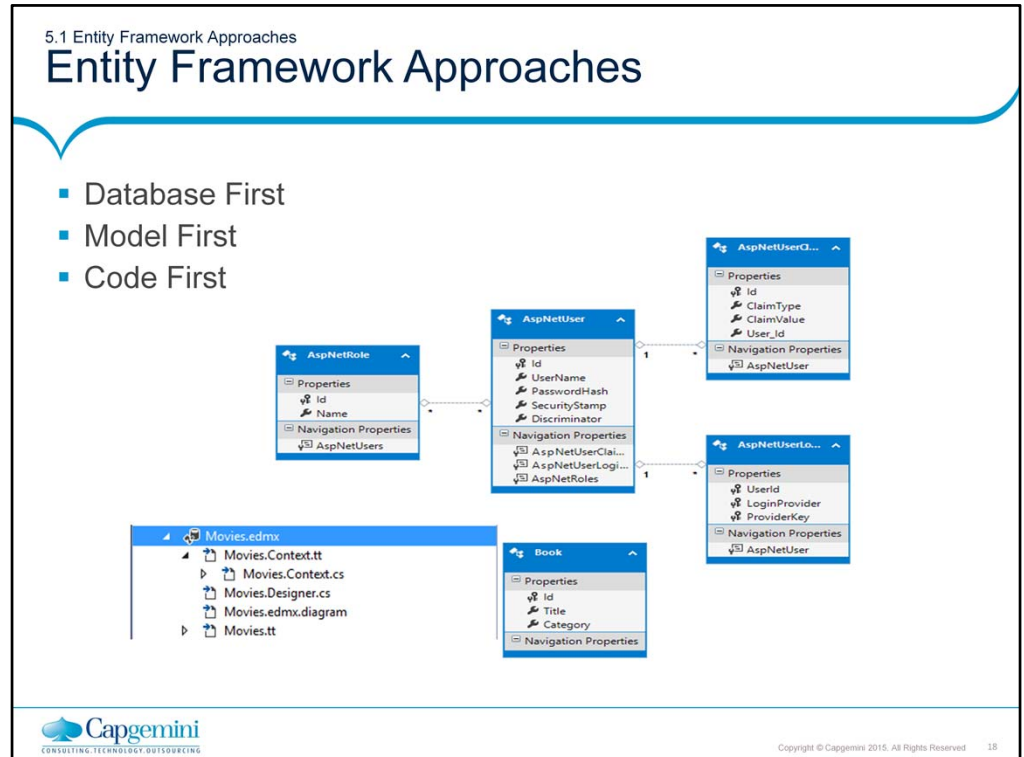 5.1 Entity Framework Approaches
Entity Framework Approaches
Database First
Model First
Code First
AspNetUserCl...
Properties
Id
ClaimType
ClaimValue
User_Id
Navigation Properties
AspNetUser
AspNetUser
Properties
Id
UserName
PasswordHash
SecurityStamp
Discriminator
Navigation Properties
AspNetUserClai...
AspNetUserLogi...
AspNetRoles
1
*
1
*
AspNetRole
Properties
Id
Name
Navigation Properties
AspNetUsers
*
*
AspNetUserLo...
Properties
UserId
LoginProvider
ProviderKey
Navigation Properties
AspNetUser
Movies.edmx
Movies.Context.tt
Movies.Context.cs
Movies.Designer.cs
Movies.edmx.diagram
Movies.tt
Book
Properties
Id
Title
Category
Navigation Properties
Capgemini
CONSULTING.TECHNOLOGY.OUTSOURCING
Copyright © Capgemini 2015. All Rights Reserved 18